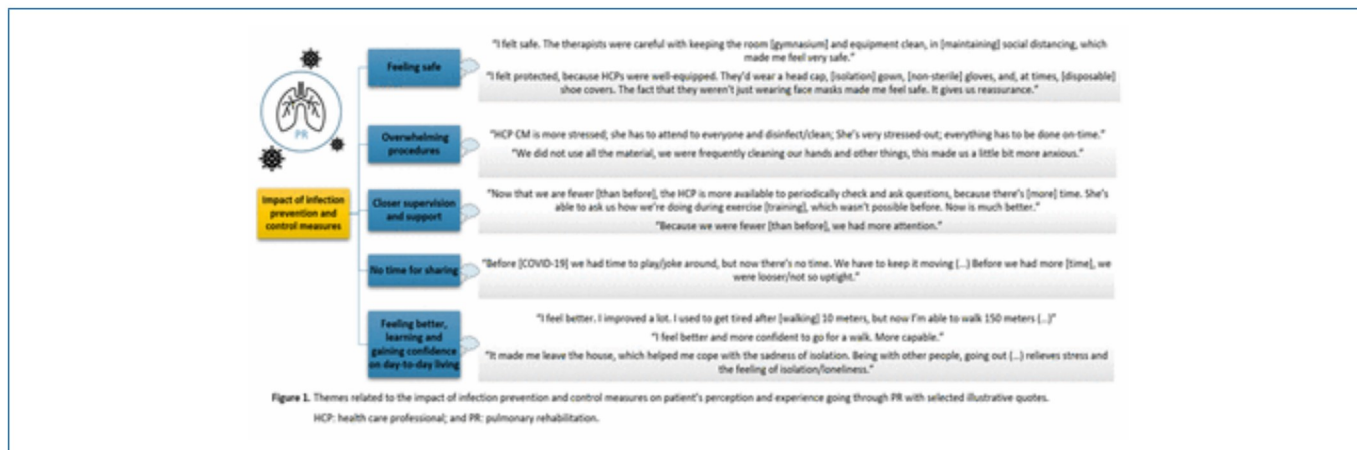 PR
Impact of infection
prevention and
control measures
Feeling safe
"I felt safe. The therapists were careful with keeping the room [gymnasium] and equipment clean, in [maintaining] social distancing, which
made me feel very safe."
"I felt protected, because HCPs were well-equipped. They'd wear a head cap, [isolation] gown, [non-sterile] gloves, and, at times, [disposable]
shoe covers. The fact that they weren't just wearing face masks made me feel safe. It gives us reassurance."
Overwhelming
procedures
"HCP CM is more stressed; she has to attend to everyone and disinfect/clean; She's very stressed-out; everything has to be done on-time."
"We did not use all the material, we were frequently cleaning our hands and other things, this made us a little bit more anxious."
Closer supervision
and support
"Now that we are fewer [than before], the HCP is more available to periodically check and ask questions, because there's [more] time. She's
able to ask us how we're doing during exercise [training], which wasn't possible before. Now is much better."
"Because we were fewer [than before], we had more attention."
No time for sharing
"Before [COVID-19] we had time to play/joke around, but now there's no time. We have to keep it moving (...) Before we had more [time], we
were looser/not so uptight."
Feeling better,
learning and
gaining confidence
on day-to-day living
"I feel better. I improved a lot. I used to get tired after [walking] 10 meters, but now I'm able to walk 150 meters (...)"
"I feel better and more confident to go for a walk. More capable."
"It made me leave the house, which helped me cope with the sadness of isolation. Being with other people, going out (...) relieves stress and
the feeling of isolation/loneliness."
Figure 1. Themes related to the impact of infection prevention and control measures on patient's perception and experience going through PR with selected illustrative quotes.
HCP: health care professional; and PR: pulmonary rehabilitation.